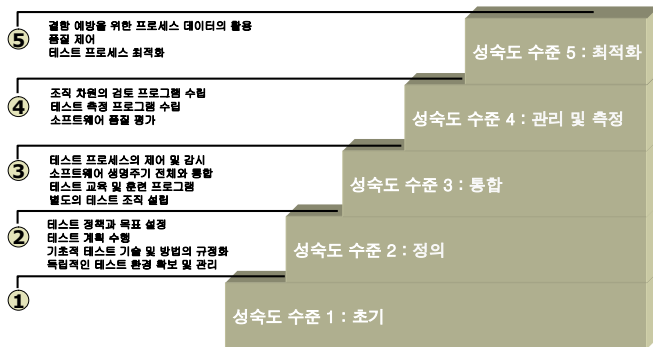 5
결함 예방을 위한 프로세스 데이터의 활용
품질 제어
테스트 프로세스 최적화
성숙도 수준 5 : 최적화
4
조직 차원의 검토 프로그램 수립
테스트 측정 프로그램 수립
소프트웨어 품질 평가
성숙도 수준 4 : 관리 및 측정
3
테스트 프로세스의 제어 및 감시
소프트웨어 생명주기 전체와 통합
테스트 교육 및 훈련 프로그램
별도의 테스트 조직 설립
성숙도 수준 3 : 통합
2
테스트 정책과 목표 설정
테스트 계획 수행
기초적 테스트 기술 및 방법의 규정화
독립적인 테스트 환경 확보 및 관리
성숙도 수준 2 : 정의
1
성숙도 수준 1 : 초기